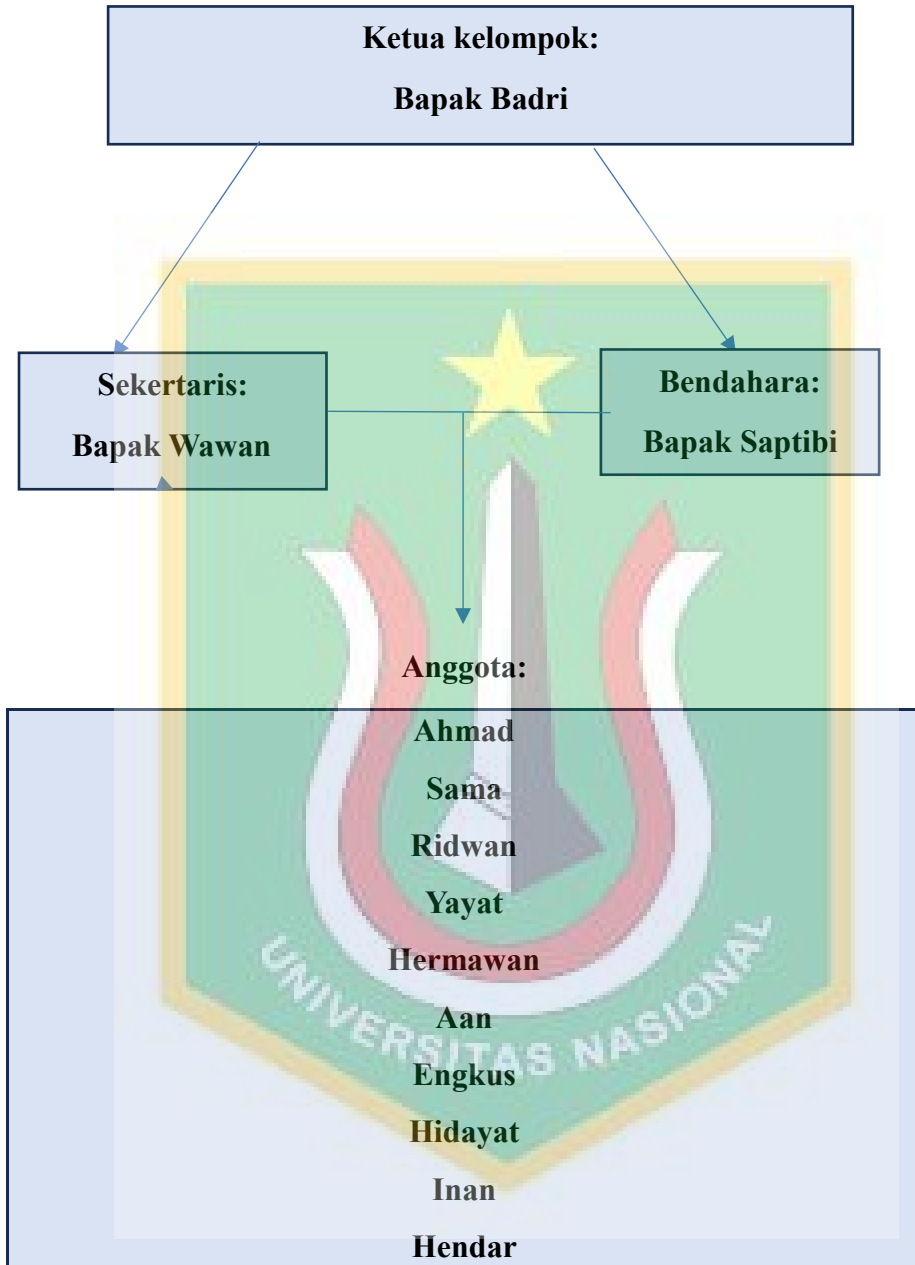 Ketua kelompok:
Bapak Badri
Sekertaris:
Bapak Wawan
Bendahara:
Bapak Saptibi
Anggota:
Ahmad
Sama
Ridwan
Yayat
Hermawan
Aan
Engkus
Hidayat
Inan
Hendar
UNIVERSITAS NASIONAL